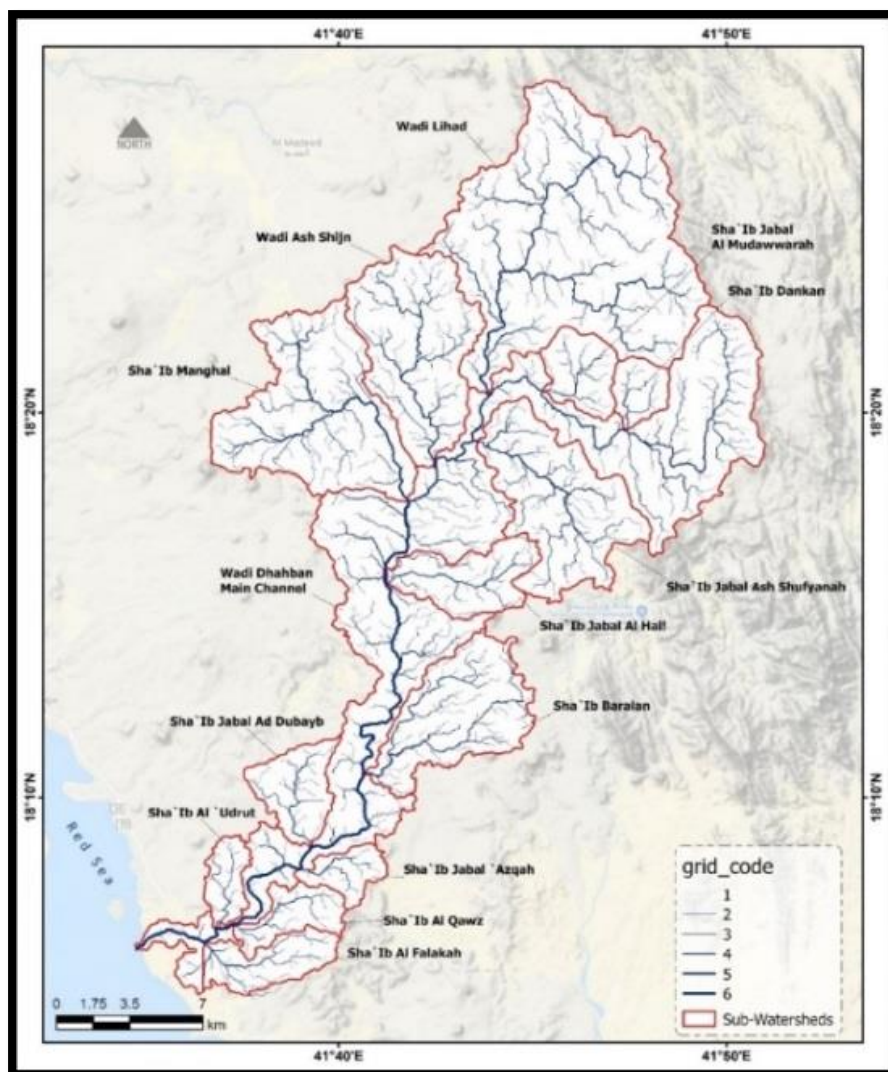 41°40'E
41°50'E
NORTH
Wadi Lihad
Sha`Ib Jabal
Al Mudawwarah
Wadi Ash Shijn
Sha`Ib Dankan
Sha`Ib Manghal
18°20'N
18°20'N
Wadi Dhahban
Main Channel
Sha`Ib Jabal Ash Shufyanah
Sha`Ib Jabal Al Hall
Sha`Ib Baralan
Sha`Ib Jabal Ad Dubayb
18°10'N
18°10'N
Sha`Ib Al `Udrut
Red Sea
Sha`Ib Jabal `Azqah
Sha`Ib Al Qawz
Sha`Ib Al Falakah
grid_code
1
2
3
4
5
6
Sub-Watersheds
0 1.75 3.5 7
km
41°40'E
41°50'E